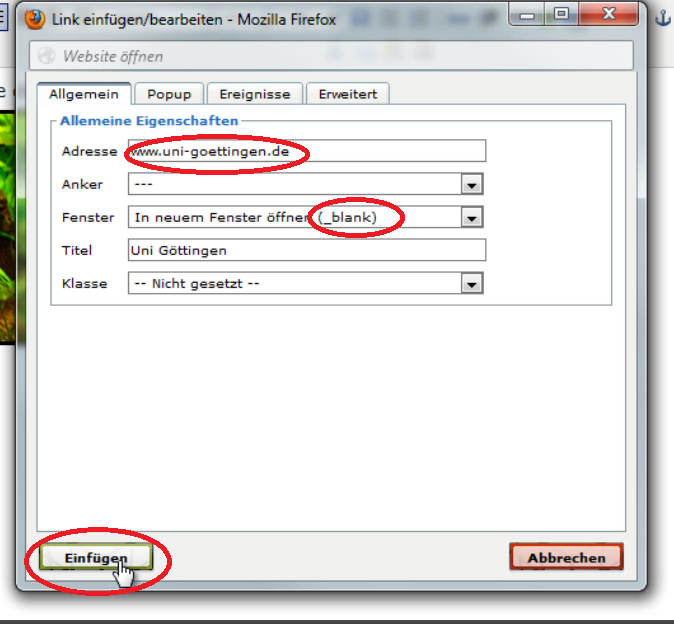 Link einfügen/bearbeiten - Mozilla Firefox
Website öffnen
Allgemein Popup Ereignisse Erweitert
Allemeine Eigenschaften
Adresse www.uni-goettingen.de
Anker ---
Fenster In neuem Fenster öffnen (_blank)
Titel Uni Göttingen
Klasse -- Nicht gesetzt --
Einfügen Abbrechen